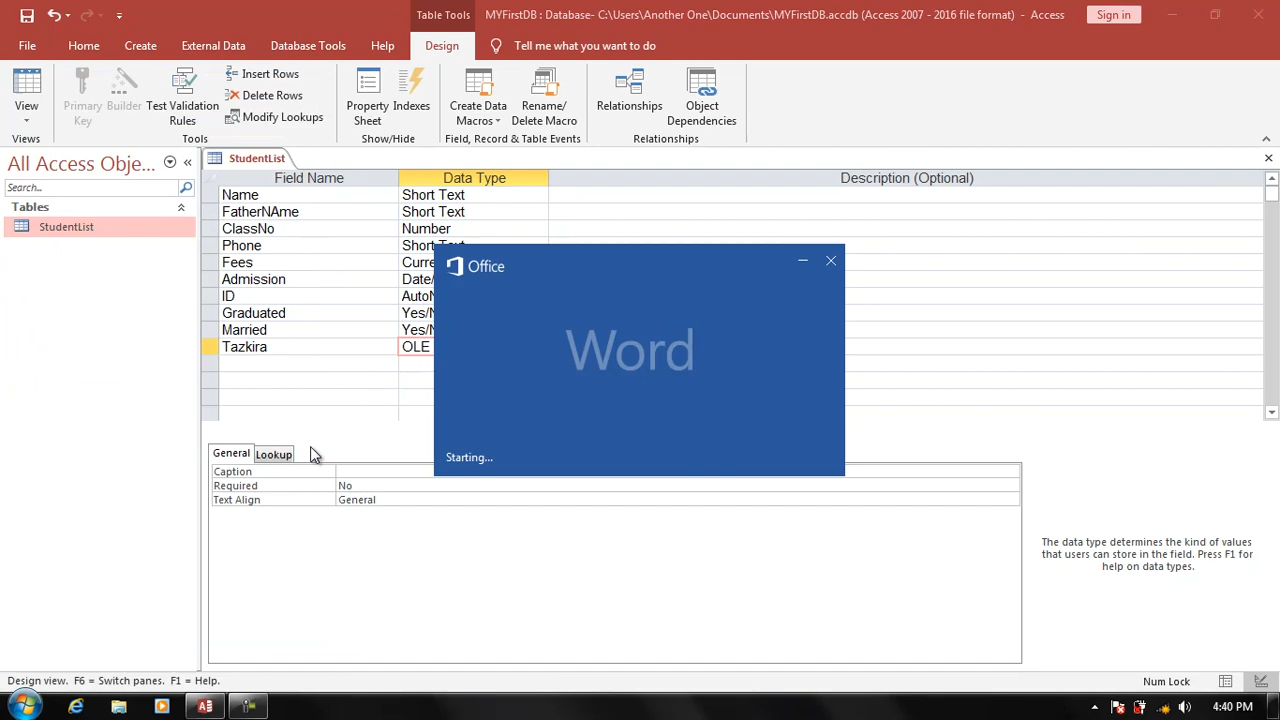 Table Tools
MYFirstDB : Database- C:\Users\Another One\Documents\MYFirstDB.accdb (Access 2007 - 2016 file format) - Access
Sign in
File Home Create External Data Database Tools Help Design Tell me what you want to do
View
Primary Key
Builder
Test Validation Rules
Insert Rows
Delete Rows
Modify Lookups
Property Sheet
Indexes
Create Data Macros
Rename/ Delete Macro
Relationships
Object Dependencies
Views Tools Show/Hide Field, Record & Table Events Relationships
All Access Obje...
Search...
Tables
StudentList
StudentList
Field Name Data Type Description (Optional)
Name Short Text
FatherNAme Short Text
ClassNo Number
Phone Short Text
Fees Curre
Admission Date/
ID AutoN
Graduated Yes/N
Married Yes/N
Tazkira OLE
Office
Word
Starting...
General Lookup
Caption
Required No
Text Align General
The data type determines the kind of values
that users can store in the field. Press F1 for
help on data types.
Design view. F6 = Switch panes. F1 = Help.
Num Lock
4:40 PM